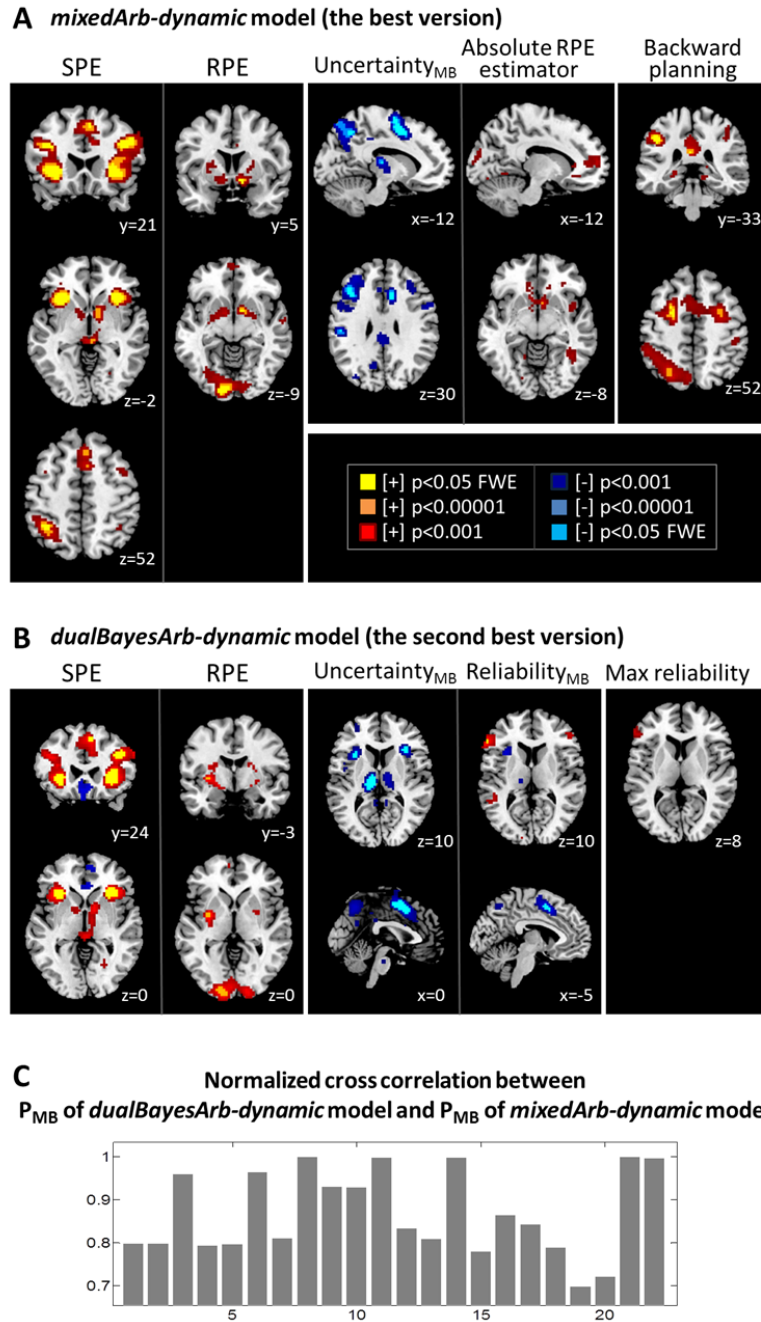 A mixedArb-dynamic model (the best version)
SPE RPE Uncertainty_MB Absolute RPE estimator Backward planning
y=21 y=5 x=-12 x=-12 y=-33
z=-2 z=-9 z=30 z=-8 z=52
z=52
[+] p<0.05 FWE [-] p<0.001
[+] p<0.00001 [-] p<0.00001
[+] p<0.001 [-] p<0.05 FWE
B dualBayesArb-dynamic model (the second best version)
SPE RPE Uncertainty_MB Reliability_MB Max reliability
y=24 y=-3 z=10 z=10 z=8
z=0 z=0 x=0 x=-5
C Normalized cross correlation between
P_MB of dualBayesArb-dynamic model and P_MB of mixedArb-dynamic mode
1
0.9
0.8
0.7
5 10 15 20